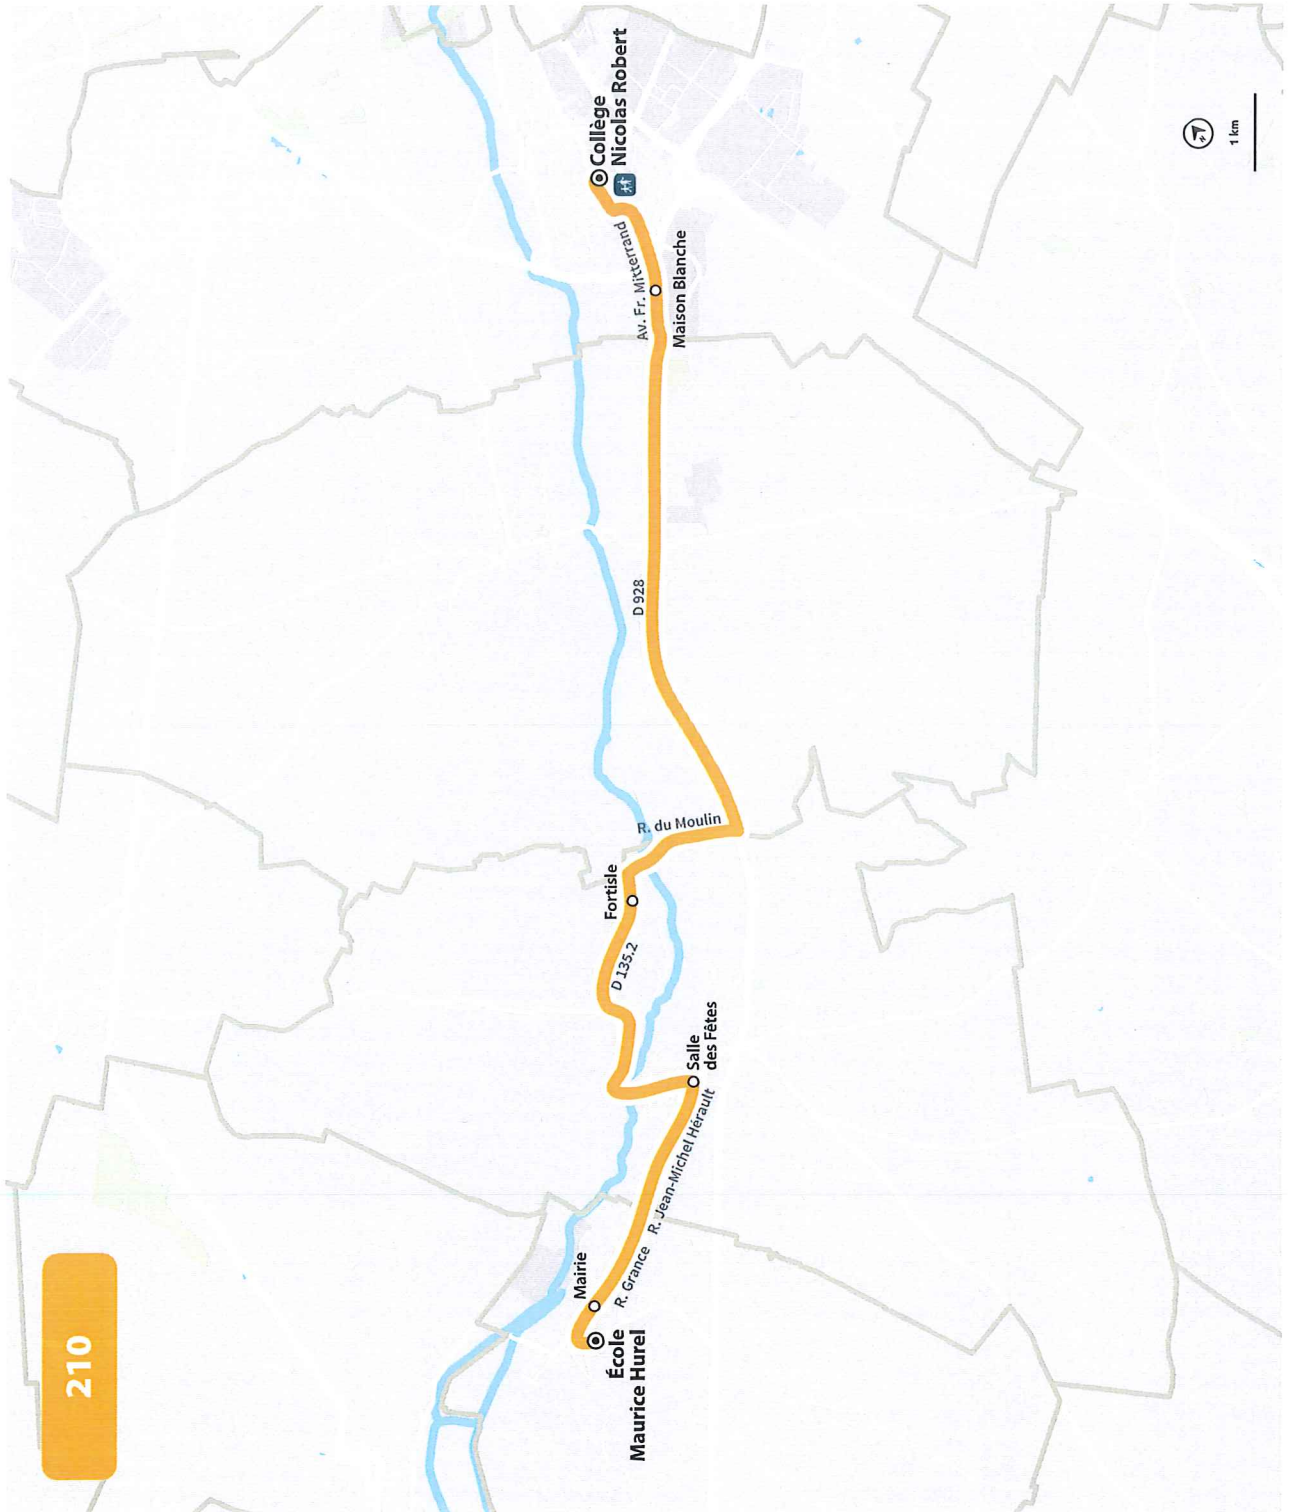 210
École
Maurice Hurel
Mairie
R. Grance
R. Jean-Michel Hérault
Salle
des Fêtes
D 135.2
Fortisle
R. du Moulin
D 928
Av. Fr. Mitterrand
Maison Blanche
Collège
Nicolas Robert
1 km